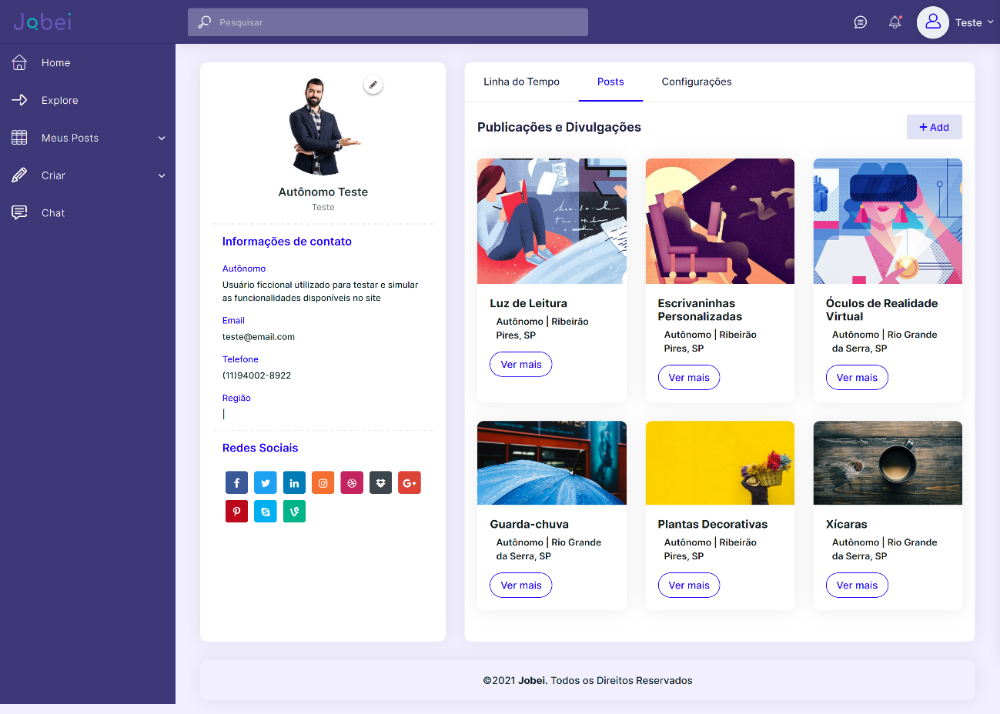 Jobei
Pesquisar
Teste
Home
Explore
Meus Posts
Criar
Chat
Autônomo Teste
Teste
Informações de contato
Autônomo
Usuário ficcional utilizado para testar e simular
as funcionalidades disponíveis no site
Email
teste@email.com
Telefone
(11)94002-8922
Região
|
Redes Sociais
Linha do Tempo
Posts
Configurações
Publicações e Divulgações
+ Add
Luz de Leitura
Autônomo | Ribeirão
Pires, SP
Ver mais
Escrivaninhas
Personalizadas
Autônomo | Ribeirão
Pires, SP
Ver mais
Óculos de Realidade
Virtual
Autônomo | Rio Grande
da Serra, SP
Ver mais
Guarda-chuva
Autônomo | Rio Grande
da Serra, SP
Ver mais
Plantas Decorativas
Autônomo | Ribeirão
Pires, SP
Ver mais
Xícaras
Autônomo | Rio Grande
da Serra, SP
Ver mais
©2021 Jobei. Todos os Direitos Reservados